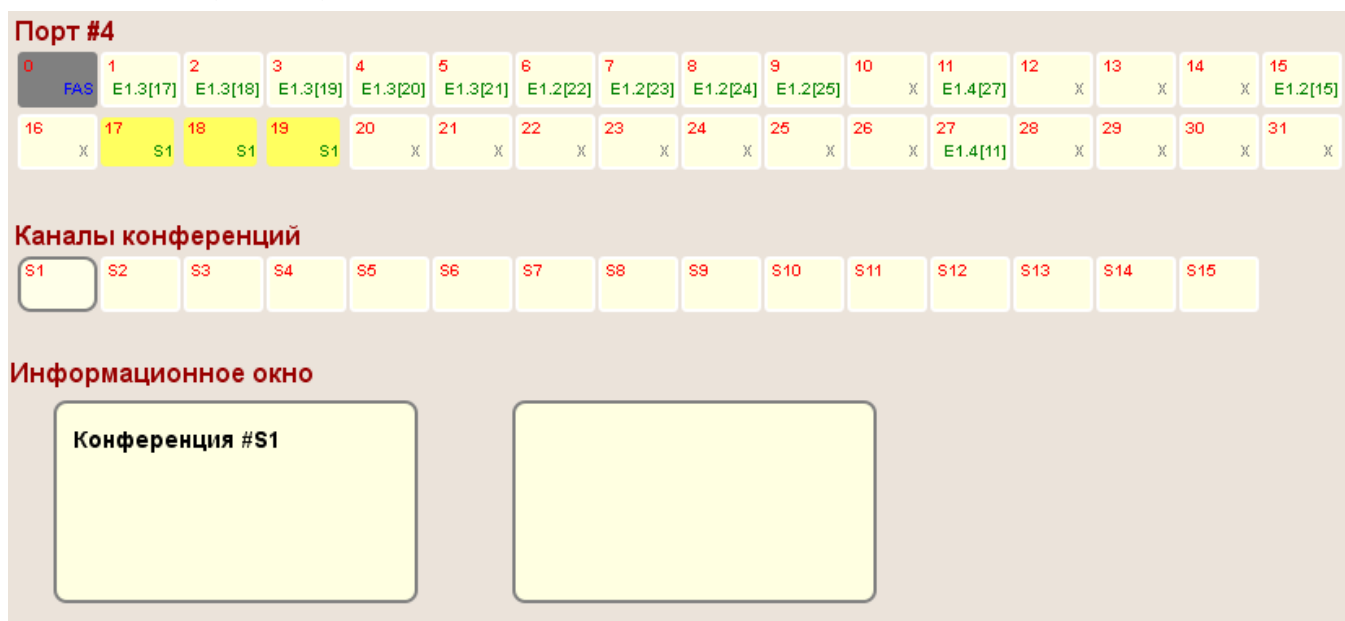 Порт #4
0 1 2 3 4 5 6 7 8 9 10 11 12 13 14 15
FAS E1.3[17] E1.3[18] E1.3[19] E1.3[20] E1.3[21] E1.2[22] E1.2[23] E1.2[24] E1.2[25] X E1.4[27] X X X E1.2[15]
16 17 18 19 20 21 22 23 24 25 26 27 28 29 30 31
X S1 S1 S1 X X X X X X X E1.4[11] X X X X
Каналы конференций
S1 S2 S3 S4 S5 S6 S7 S8 S9 S10 S11 S12 S13 S14 S15
Информационное окно
Конференция #S1